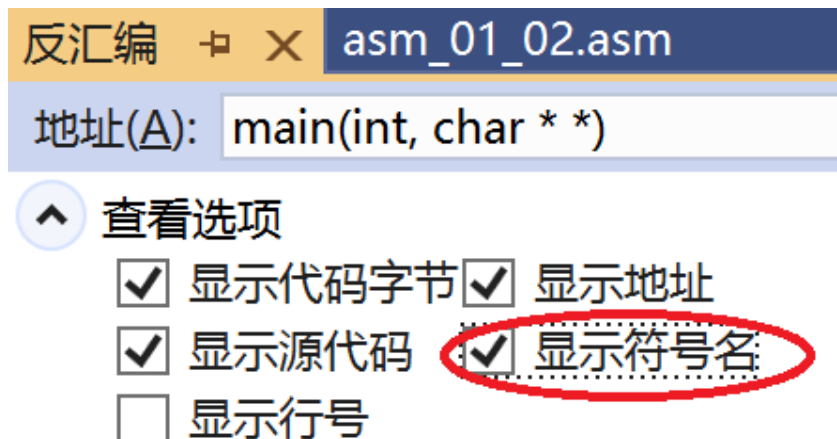 反汇编 asm_01_02.asm
地址(A): main(int, char * *)
查看选项
显示代码字节 显示地址
显示源代码 显示符号名
显示行号